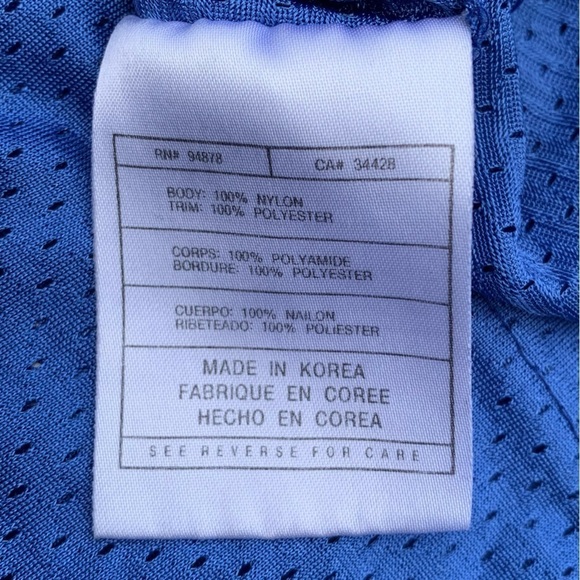 RN# 94878 CA# 34428
BODY: 100% NYLON
TRIM: 100% POLYESTER
CORPS: 100% POLYAMIDE
BORDURE: 100% POLYESTER
CUERPO: 100% NAILON
RIBETEADO: 100% POLIESTER
MADE IN KOREA
FABRIQUE EN COREE
HECHO EN COREA
SEE REVERSE FOR CARE